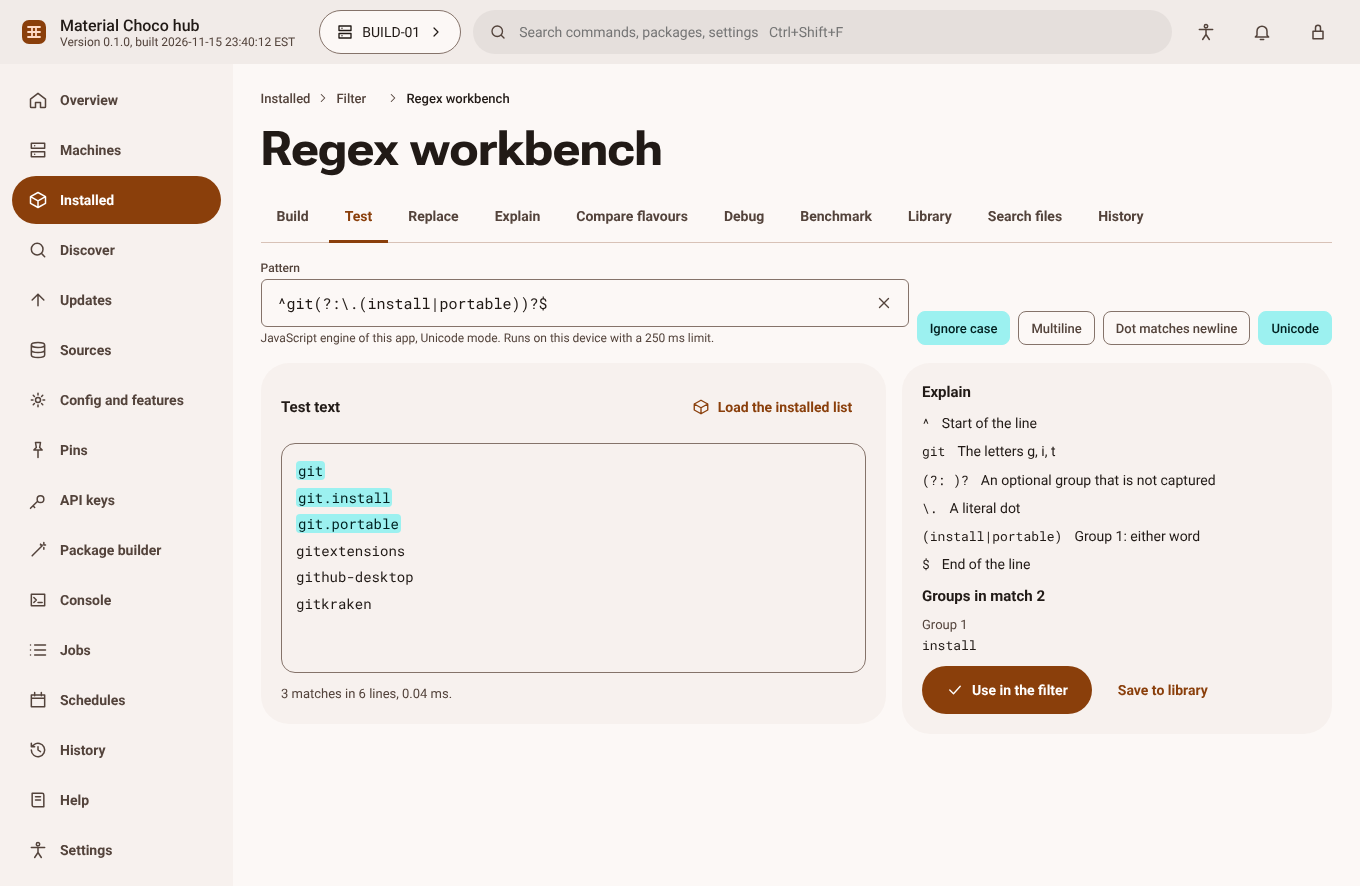 Material Choco hub
Version 0.1.0, built 2026-11-15 23:40:12 EST
BUILD-01
Search commands, packages, settings Ctrl+Shift+F
Overview
Machines
Installed
Discover
Updates
Sources
Config and features
Pins
API keys
Package builder
Console
Jobs
Schedules
History
Help
Settings
Installed > Filter > Regex workbench
Regex workbench
Build Test Replace Explain Compare flavours Debug Benchmark Library Search files History
Pattern
^git(?:\.(install|portable))?$
JavaScript engine of this app, Unicode mode. Runs on this device with a 250 ms limit.
Ignore case Multiline Dot matches newline Unicode
Test text
Load the installed list
git
git.install
git.portable
gitextensions
github-desktop
gitkraken
3 matches in 6 lines, 0.04 ms.
Explain
^ Start of the line
git The letters g, i, t
(?: )? An optional group that is not captured
\. A literal dot
(install|portable) Group 1: either word
$ End of the line
Groups in match 2
Group 1
install
Use in the filter
Save to library